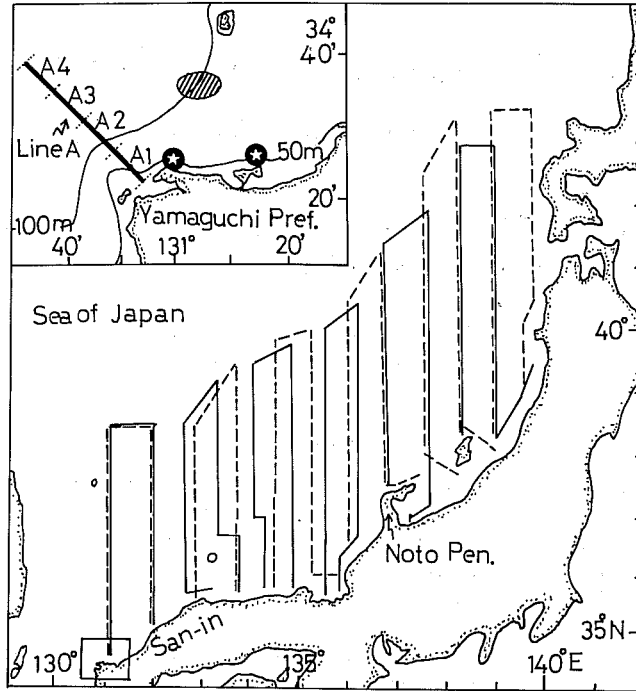 34°
40'
A4
A3
A2
Line A
A1
50m
20'
100m
Yamaguchi Pref.
40'
131°
20'
Sea of Japan
40°
Noto Pen.
San-in
35°N
130°
135°
140°E